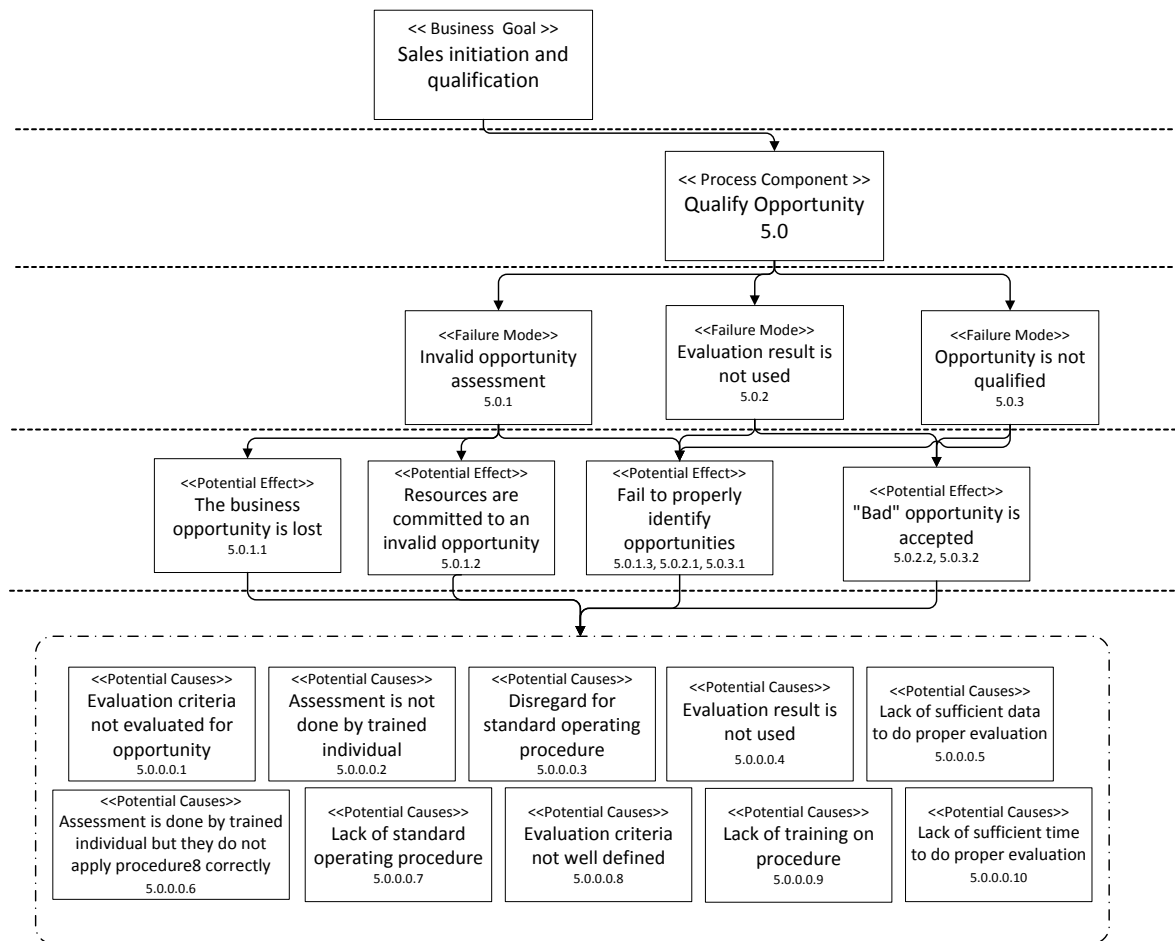 << Business  Goal >>
Sales initiation and
qualification
<< Process Component >>
Qualify Opportunity
5.0
<<Failure Mode>>
Invalid opportunity
assessment
5.0.1
<<Failure Mode>>
Evaluation result is
not used
5.0.2
<<Failure Mode>>
Opportunity is not
qualified
5.0.3
<<Potential Effect>>
The business
opportunity is lost
5.0.1.1
<<Potential Effect>>
Resources are
committed to an
invalid opportunity
5.0.1.2
<<Potential Effect>>
Fail to properly
identify
opportunities
5.0.1.3, 5.0.2.1, 5.0.3.1
<<Potential Effect>>
"Bad" opportunity is
accepted
5.0.2.2, 5.0.3.2
<<Potential Causes>>
Evaluation criteria
not evaluated for
opportunity
5.0.0.0.1
<<Potential Causes>>
Assessment is not
done by trained
individual
5.0.0.0.2
<<Potential Causes>>
Disregard for
standard operating
procedure
5.0.0.0.3
<<Potential Causes>>
Evaluation result is
not used
5.0.0.0.4
<<Potential Causes>>
Lack of sufficient data
to do proper evaluation
5.0.0.0.5
<<Potential Causes>>
Assessment is done by trained
individual but they do not
apply procedure8 correctly
5.0.0.0.6
<<Potential Causes>>
Lack of standard
operating procedure
5.0.0.0.7
<<Potential Causes>>
Evaluation criteria
not well defined
5.0.0.0.8
<<Potential Causes>>
Lack of training on
procedure
5.0.0.0.9
<<Potential Causes>>
Lack of sufficient time
to do proper evaluation
5.0.0.0.10